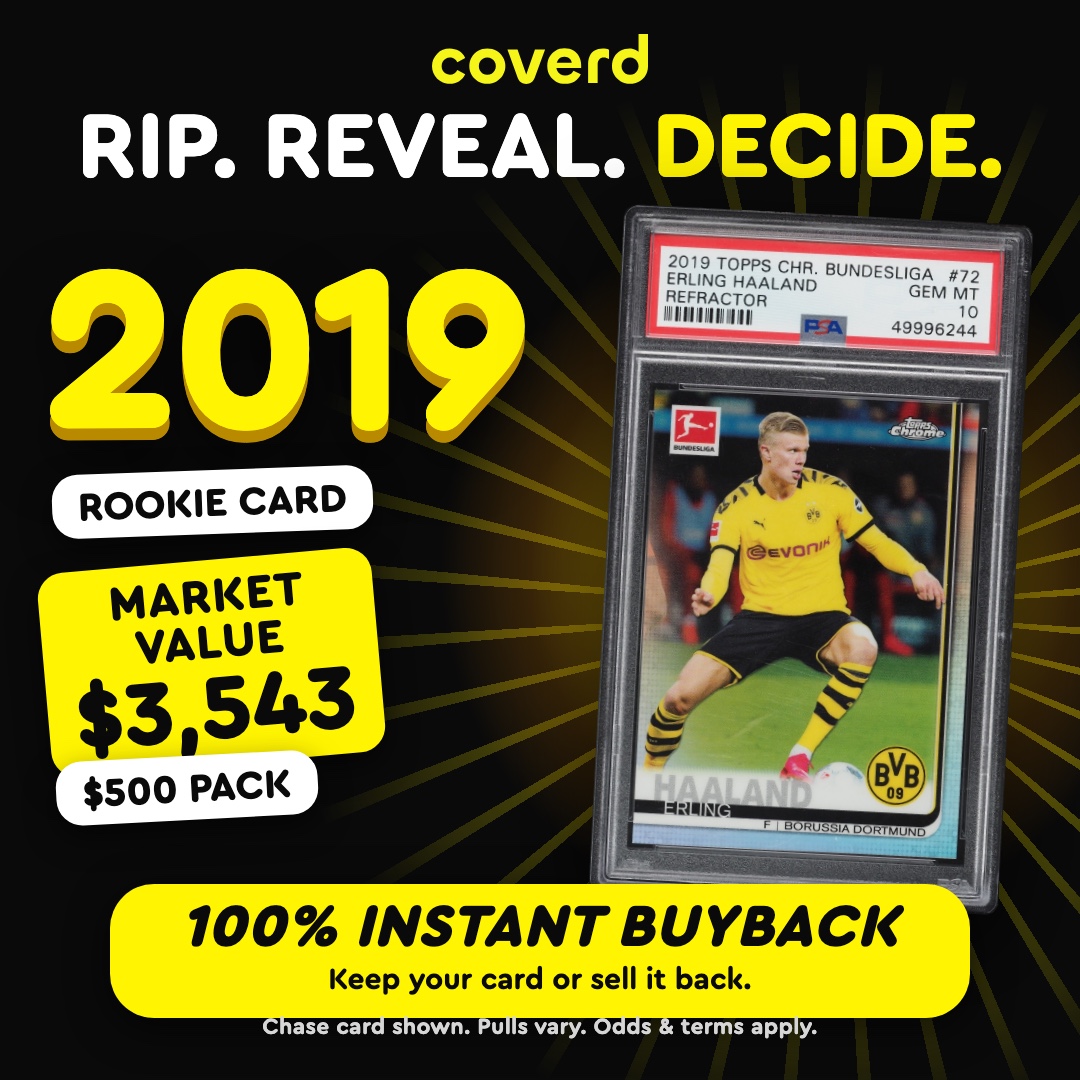 coverd
RIP. REVEAL. DECIDE.
2019
ROOKIE CARD
MARKET
VALUE
$3,543
$500 PACK
2019 TOPPS CHR. BUNDESLIGA #72
ERLING HAALAND GEM MT
REFRACTOR 10
PSA 49996244
BUNDESLIGA
Topps
Chrome
BVB
09
EVONIK
HAALAND
ERLING
BVB
09
F | BORUSSIA DORTMUND
100% INSTANT BUYBACK
Keep your card or sell it back.
Chase card shown. Pulls vary. Odds & terms apply.